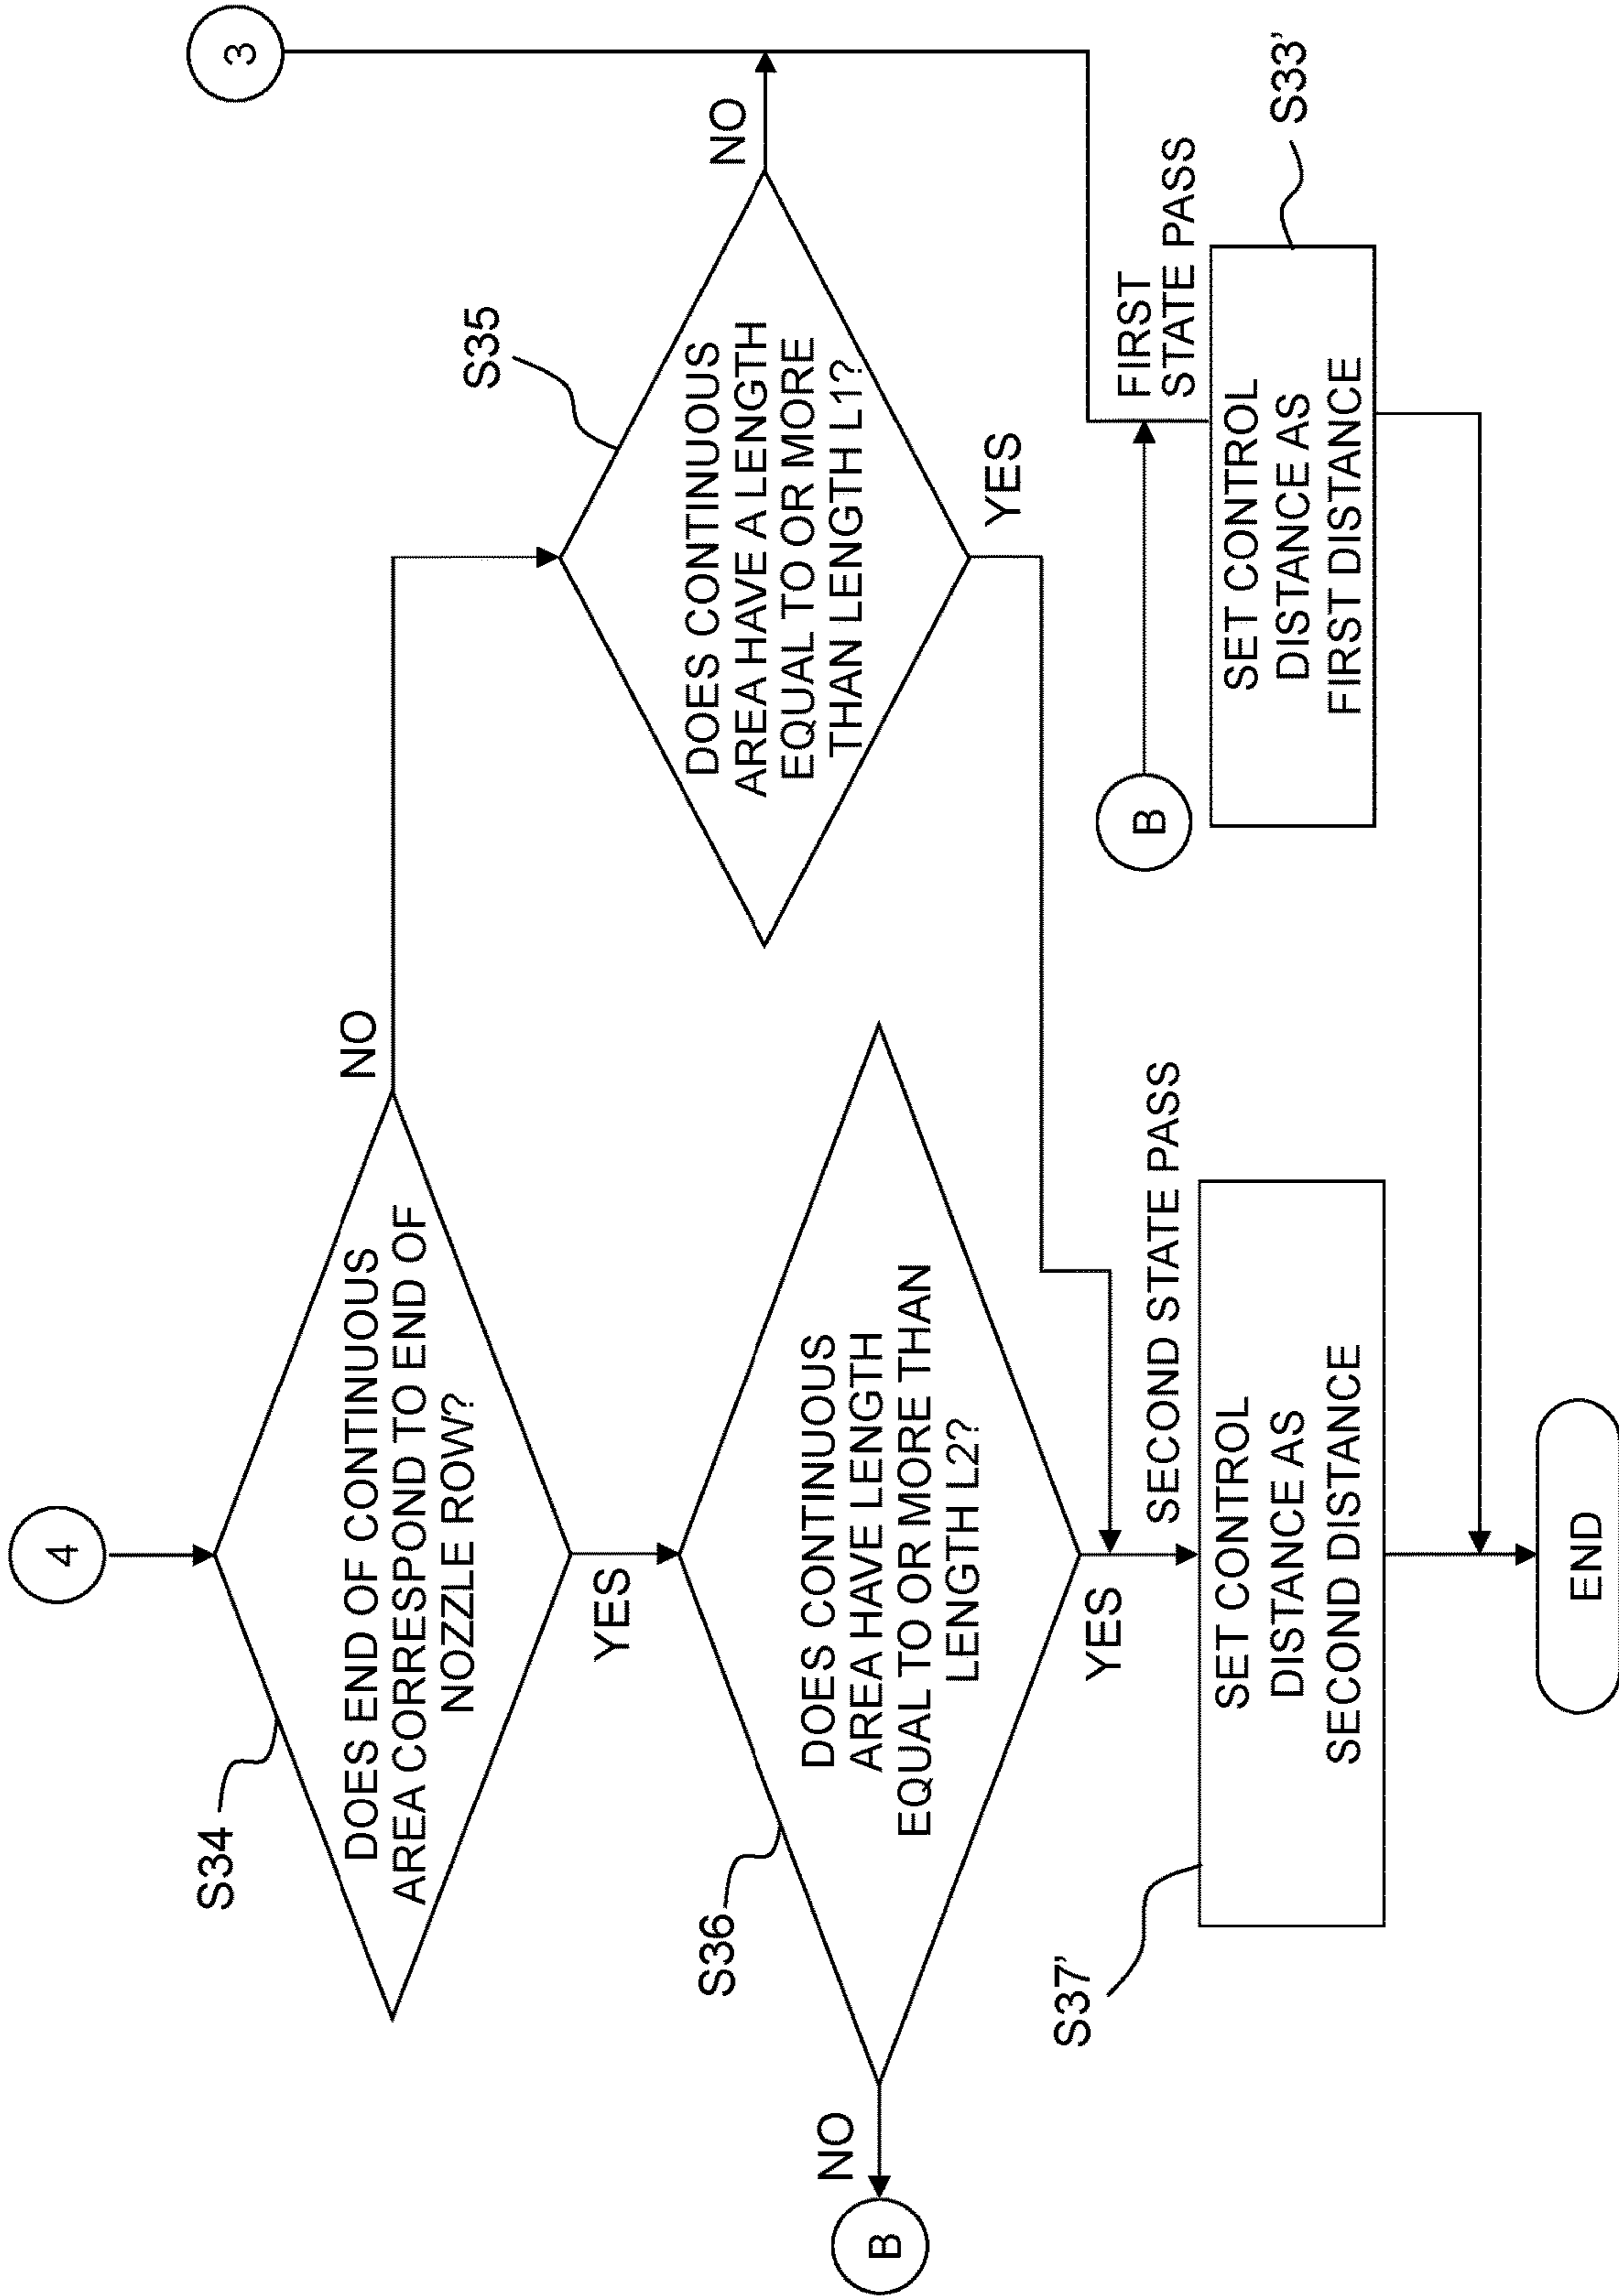 4
3
S34
DOES END OF CONTINUOUS
AREA CORRESPOND TO END OF
NOZZLE ROW?
NO
YES
S35
DOES CONTINUOUS
AREA HAVE A LENGTH
EQUAL TO OR MORE
THAN LENGTH L1?
NO
YES
S36
DOES CONTINUOUS
AREA HAVE LENGTH
EQUAL TO OR MORE THAN
LENGTH L2?
NO
B
YES
SECOND STATE PASS
S37'
SET CONTROL
DISTANCE AS
SECOND DISTANCE
B
FIRST
STATE PASS
S33'
SET CONTROL
DISTANCE AS
FIRST DISTANCE
END